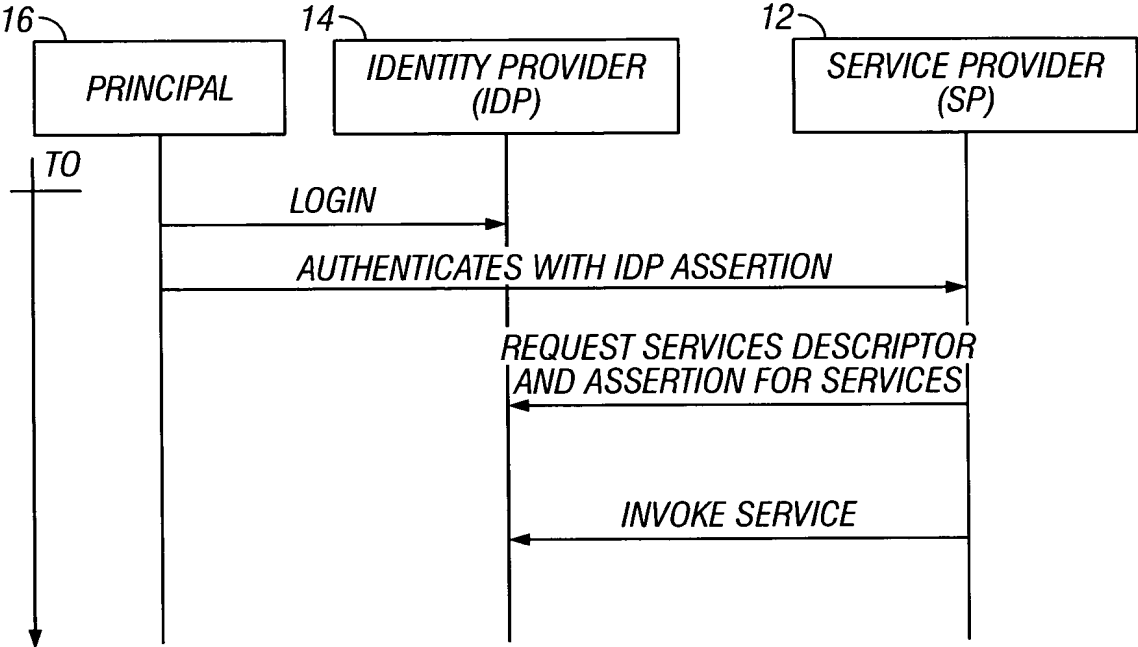 16
PRINCIPAL
14
IDENTITY PROVIDER
(IDP)
12
SERVICE PROVIDER
(SP)
TO
LOGIN
AUTHENTICATES WITH IDP ASSERTION
REQUEST SERVICES DESCRIPTOR
AND ASSERTION FOR SERVICES
INVOKE SERVICE